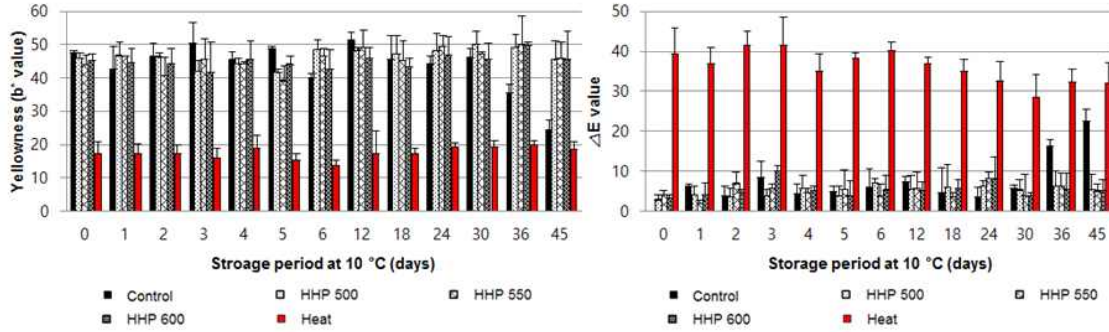 60
50
40
30
20
10
0
Yellowness (b* value)
0 1 2 3 4 5 6 12 18 24 30 36 45
Stroage period at 10 °C (days)
Control HHP 500 HHP 550
HHP 600 Heat
50
40
30
20
10
0
△E value
0 1 2 3 4 5 6 12 18 24 30 36 45
Storage period at 10 °C (days)
Control HHP 500 HHP 550
HHP 600 Heat